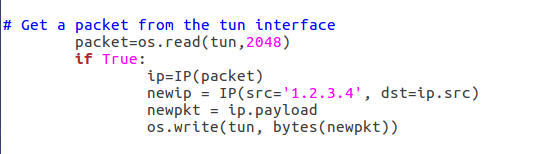 # Get a packet from the tun interface
        packet=os.read(tun,2048)
        if True:
                ip=IP(packet)
                newip = IP(src='1.2.3.4', dst=ip.src)
                newpkt = ip.payload
                os.write(tun, bytes(newpkt))